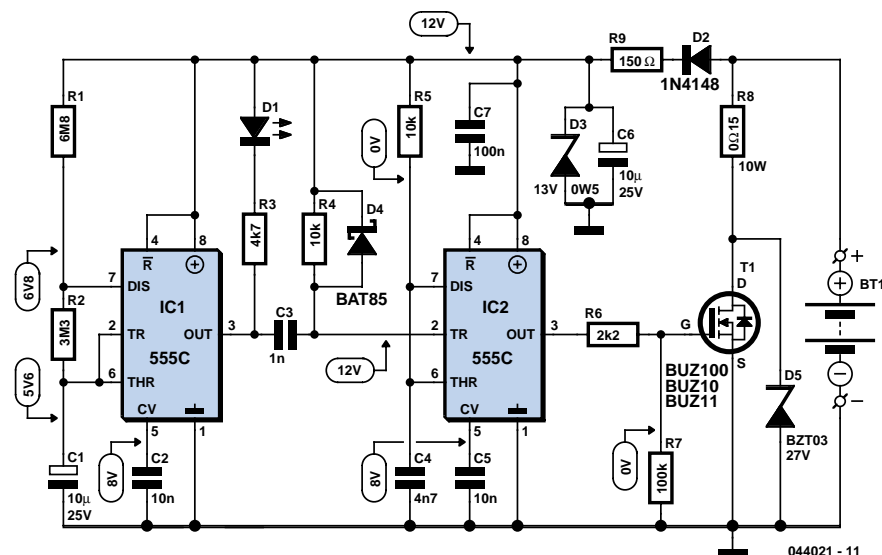 12V
R9
150 Ω
D2
1N4148
R1
6M8
D1
R5
10k
C7
100n
D3
13V
0W5
C6
10µ
25V
R8
0Ω15
10W
0V
R3
4k7
R4
10k
D4
BAT85
6V8
4
8
R
7
DIS
IC1
R2
3M3
2
TR
OUT
3
555C
6
THR
CV
5
1
C3
1n
12V
4
8
R
7
DIS
IC2
2
TR
OUT
3
555C
6
THR
CV
5
1
R6
2k2
T1
D
G
S
BUZ100
BUZ10
BUZ11
BT1
5V6
C1
10µ
25V
8V
C2
10n
8V
C4
4n7
C5
10n
0V
R7
100k
D5
BZT03
27V
044021 - 11